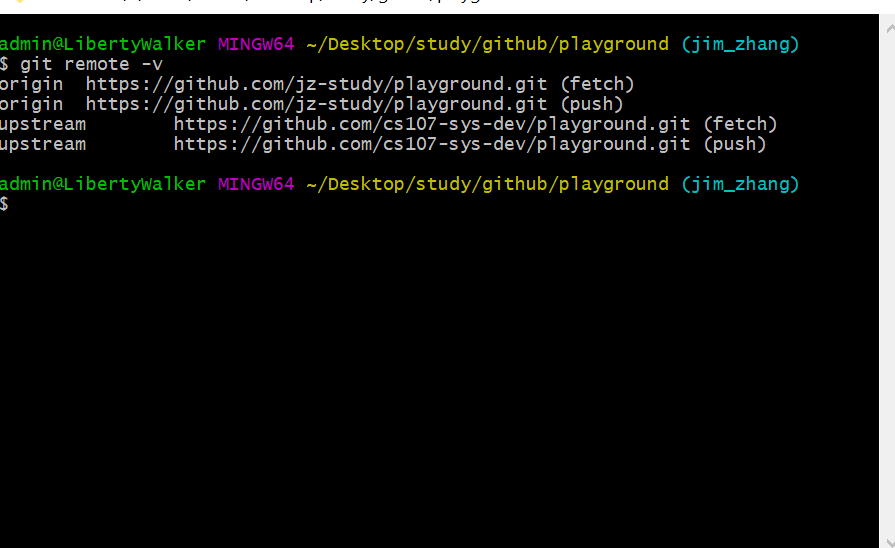 admin@LibertyWalker MINGW64 ~/Desktop/study/github/playground (jim_zhang)
$ git remote -v
origin  https://github.com/jz-study/playground.git (fetch)
origin  https://github.com/jz-study/playground.git (push)
upstream        https://github.com/cs107-sys-dev/playground.git (fetch)
upstream        https://github.com/cs107-sys-dev/playground.git (push)
admin@LibertyWalker MINGW64 ~/Desktop/study/github/playground (jim_zhang)
$